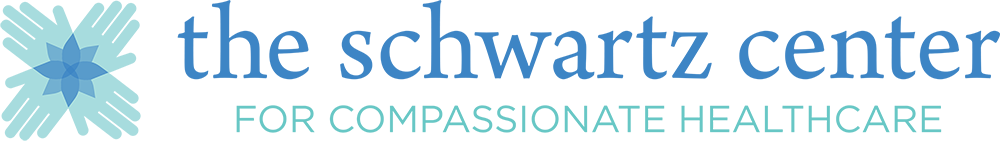 the schwartz center
FOR COMPASSIONATE HEALTHCARE